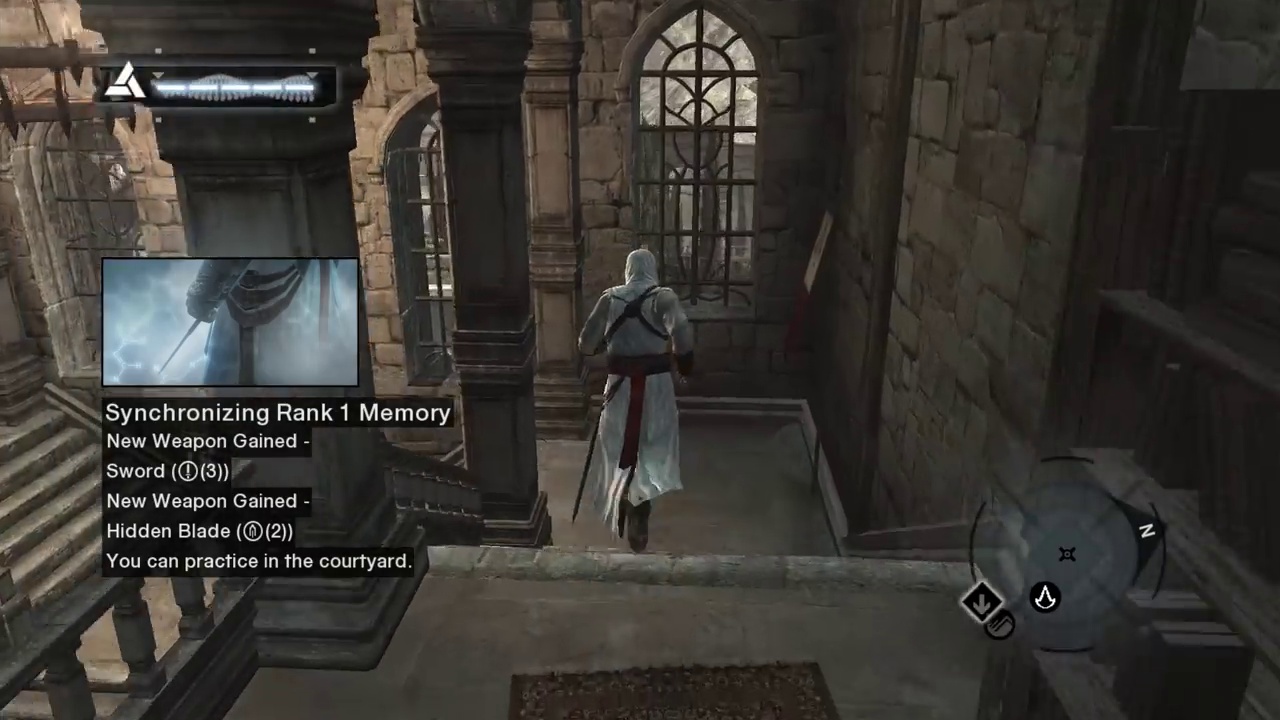 Synchronizing Rank 1 Memory
New Weapon Gained -
Sword ((3))
New Weapon Gained -
Hidden Blade ((2))
You can practice in the courtyard.
N